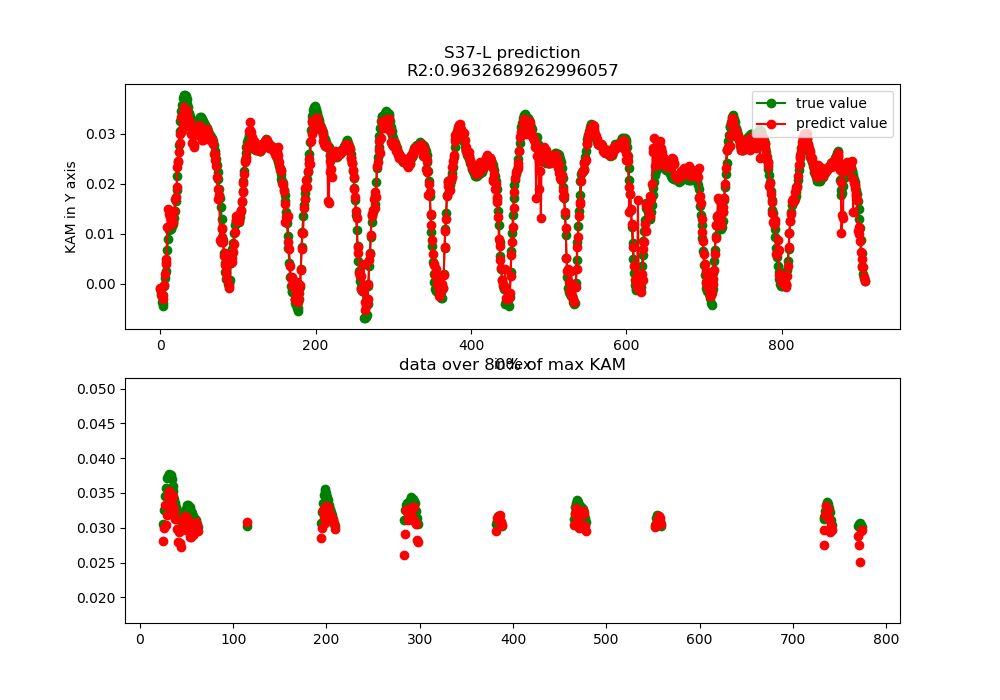 S37-L prediction
R2:0.9632689262996057
true value
predict value
KAM in Y axis
0.03
0.02
0.01
0.00
0 200 400 600 800
index
data over 80% of max KAM
0.050
0.045
0.040
0.035
0.030
0.025
0.020
0 100 200 300 400 500 600 700 800